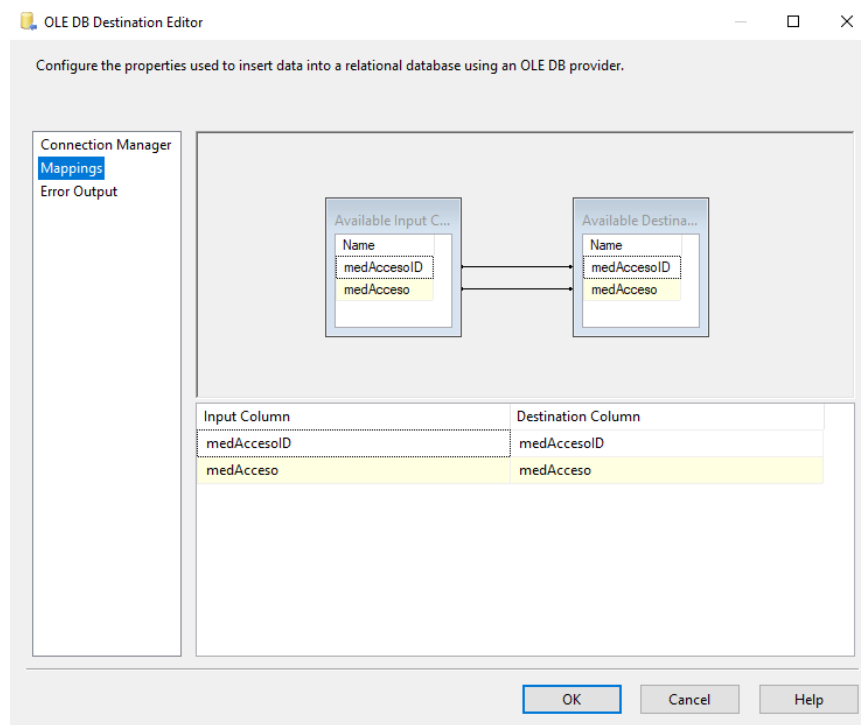 OLE DB Destination Editor
Configure the properties used to insert data into a relational database using an OLE DB provider.
Connection Manager
Mappings
Error Output
Available Input C...
Name
medAccesoID
medAcceso
Available Destina...
Name
medAccesoID
medAcceso
Input Column Destination Column
medAccesoID medAccesoID
medAcceso medAcceso
OK Cancel Help